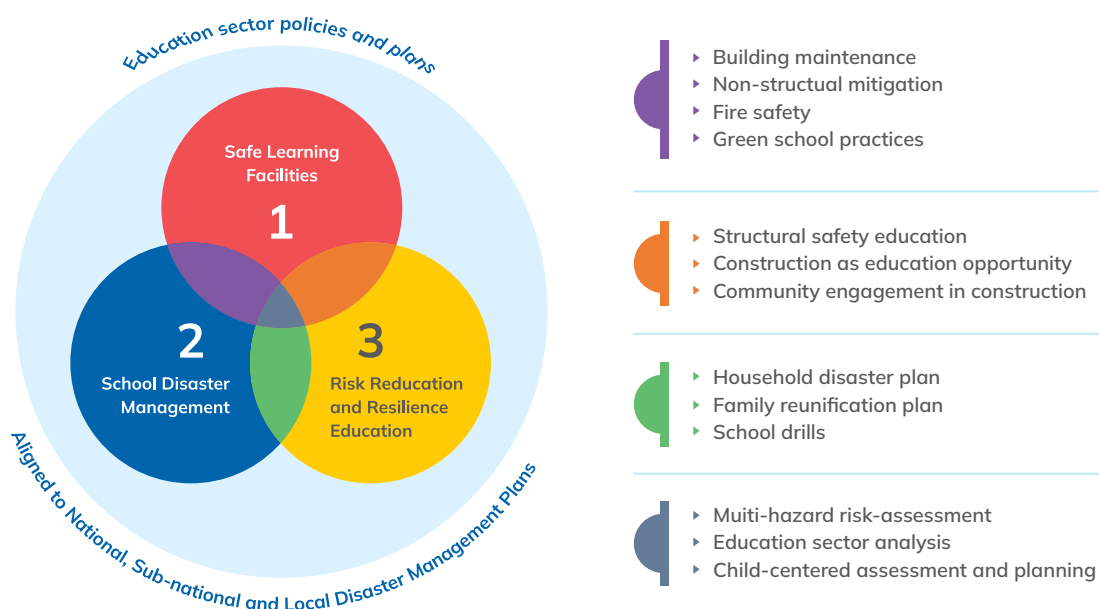 Education sector policies and plans
Safe Learning
Facilities
1
2
School Disaster
Management
3
Risk Reducation
and Resilience
Education
Aligned to National, Sub-national and Local Disaster Management Plans
Building maintenance
Non-structual mitigation
Fire safety
Green school practices
Structural safety education
Construction as education opportunity
Community engagement in construction
Household disaster plan
Family reunification plan
School drills
Muiti-hazard risk-assessment
Education sector analysis
Child-centered assessment and planning